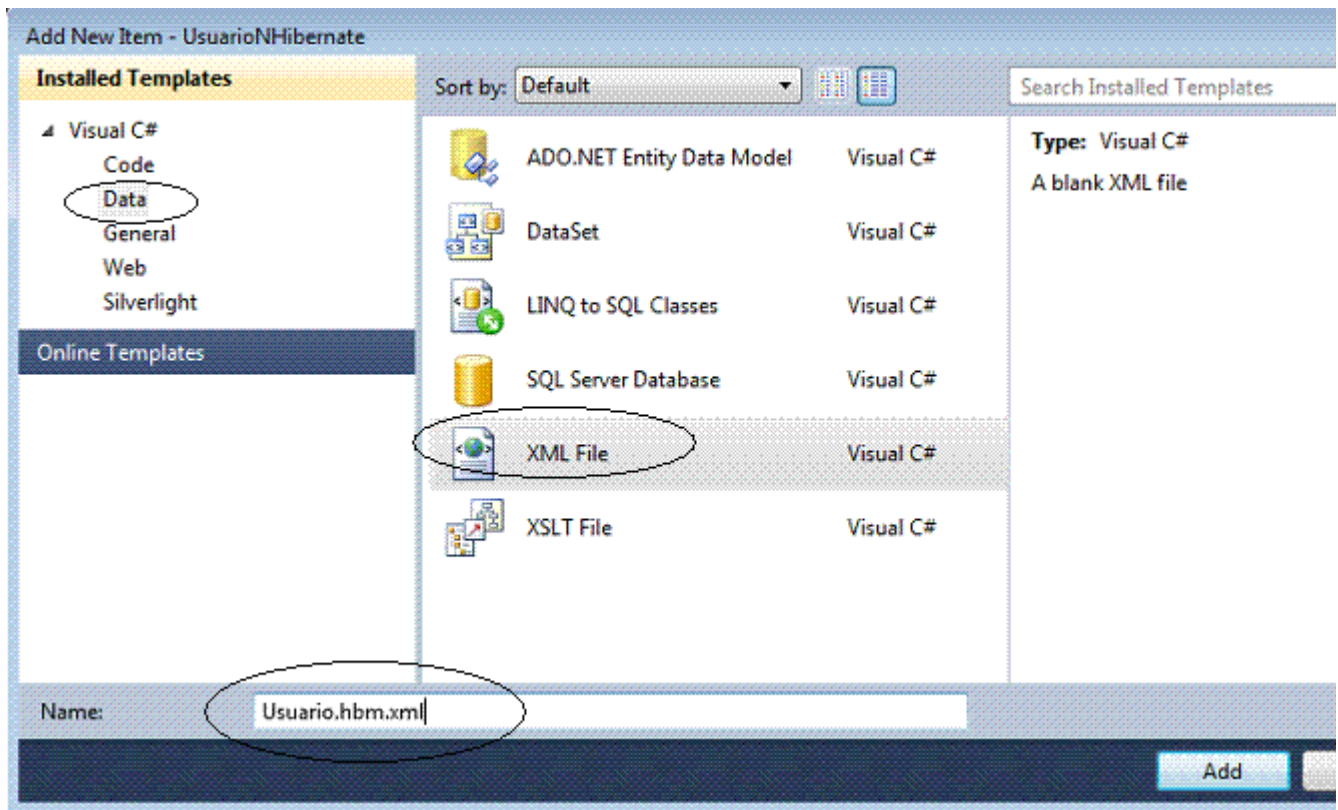 Add New Item - UsuarioNHibernate
Installed Templates
Sort by: Default
Search Installed Templates
Visual C#
Code
Data
General
Web
Silverlight
Online Templates
ADO.NET Entity Data Model Visual C#
DataSet Visual C#
LINQ to SQL Classes Visual C#
SQL Server Database Visual C#
XML File Visual C#
XSLT File Visual C#
Type: Visual C#
A blank XML file
Name: Usuario.hbm.xml
Add